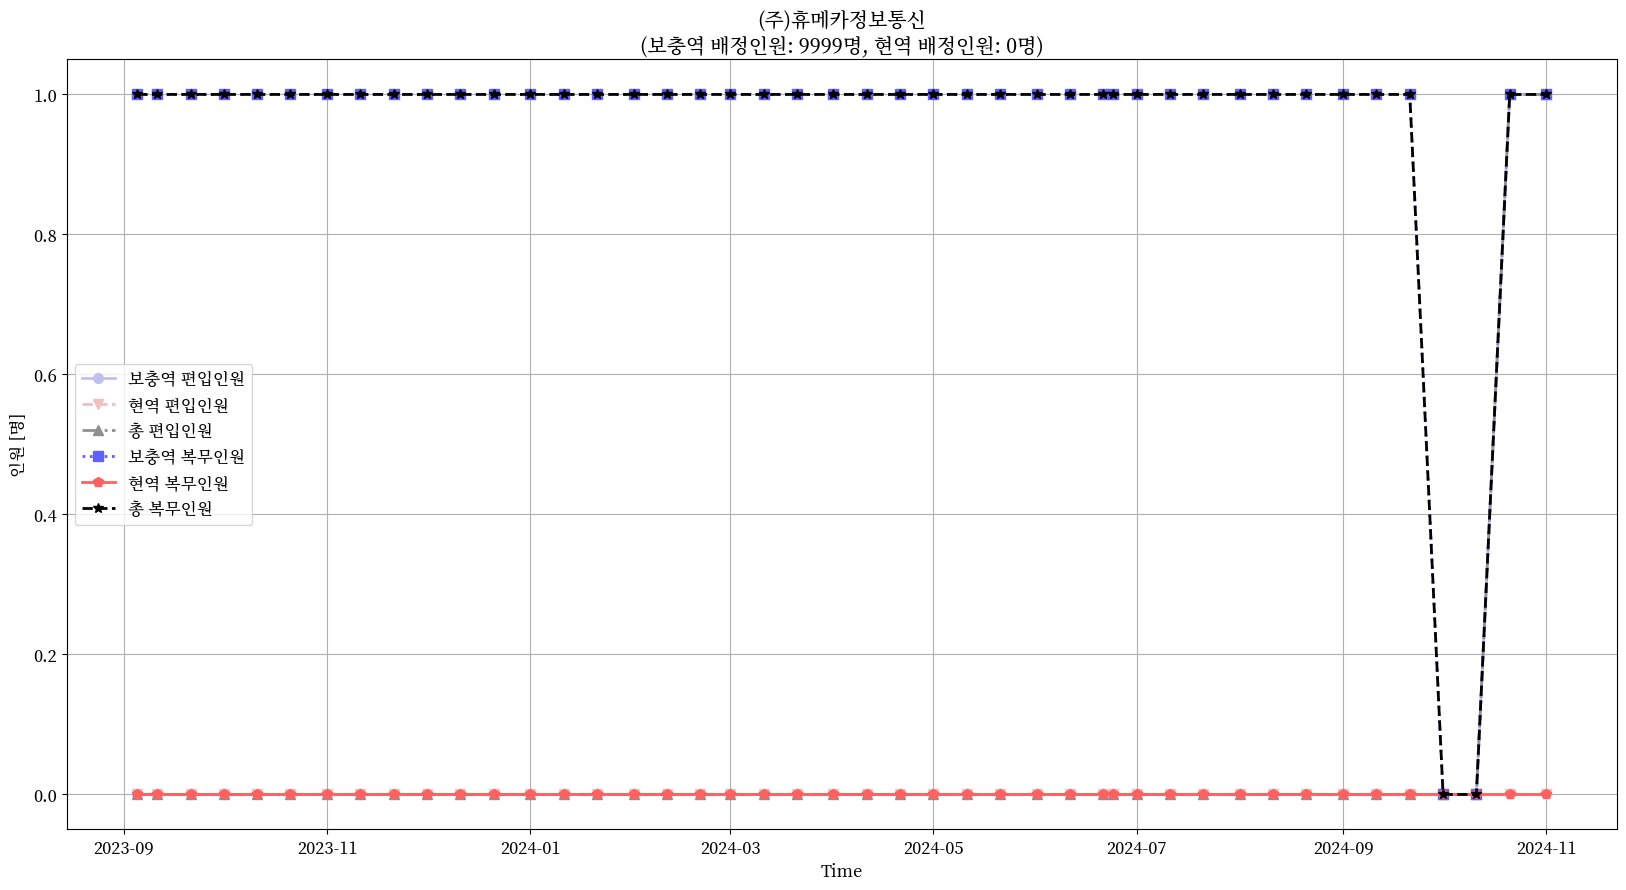 (주)휴메카정보통신
(보충역 배정인원: 9999명, 현역 배정인원: 0명)
인원 [명]
1.0
0.8
0.6
0.4
0.2
0.0
보충역 편입인원
현역 편입인원
총 편입인원
보충역 복무인원
현역 복무인원
총 복무인원
2023-09
2023-11
2024-01
2024-03
2024-05
2024-07
2024-09
2024-11
Time